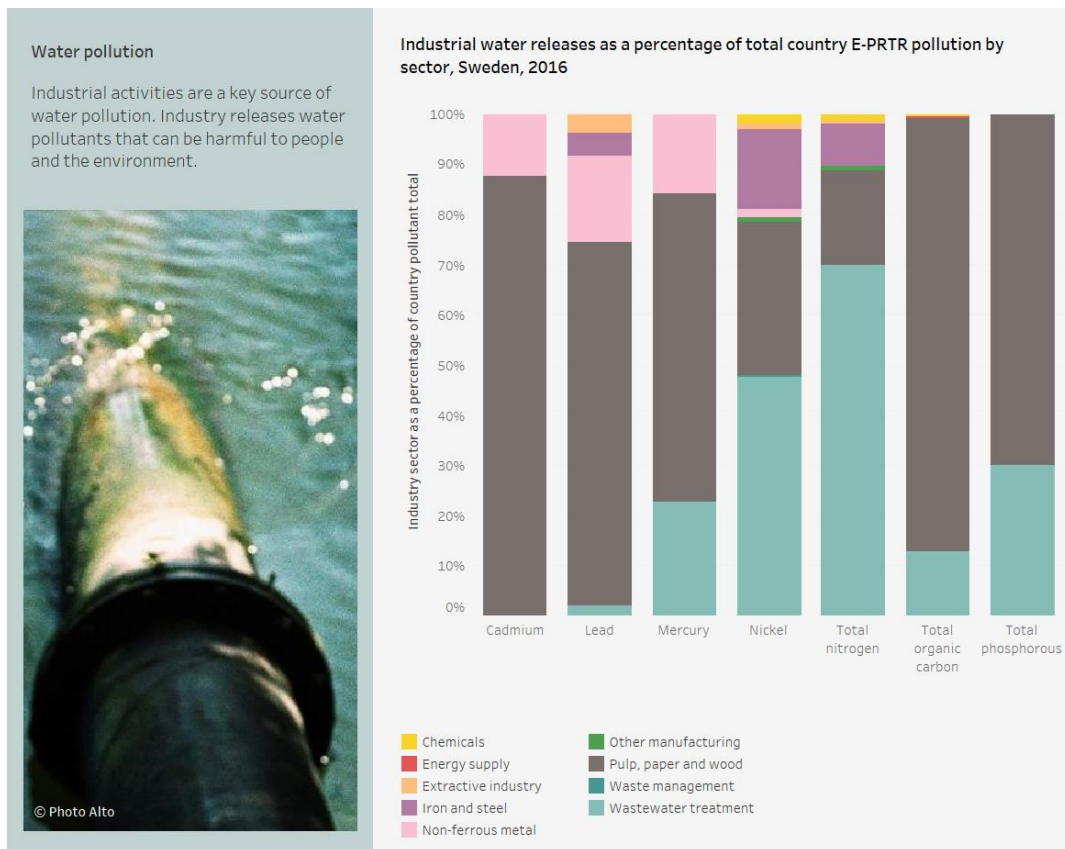 Water pollution
Industrial activities are a key source of
water pollution. Industry releases water
pollutants that can be harmful to people
and the environment.
© Photo Alto
Industrial water releases as a percentage of total country E-PRTR pollution by
sector, Sweden, 2016
Industry sector as a percentage of country pollutant total
100%
90%
80%
70%
60%
50%
40%
30%
20%
10%
0%
Cadmium
Lead
Mercury
Nickel
Total
nitrogen
Total
organic
carbon
Total
phosphorous
Chemicals
Energy supply
Extractive industry
Iron and steel
Non-ferrous metal
Other manufacturing
Pulp, paper and wood
Waste management
Wastewater treatment